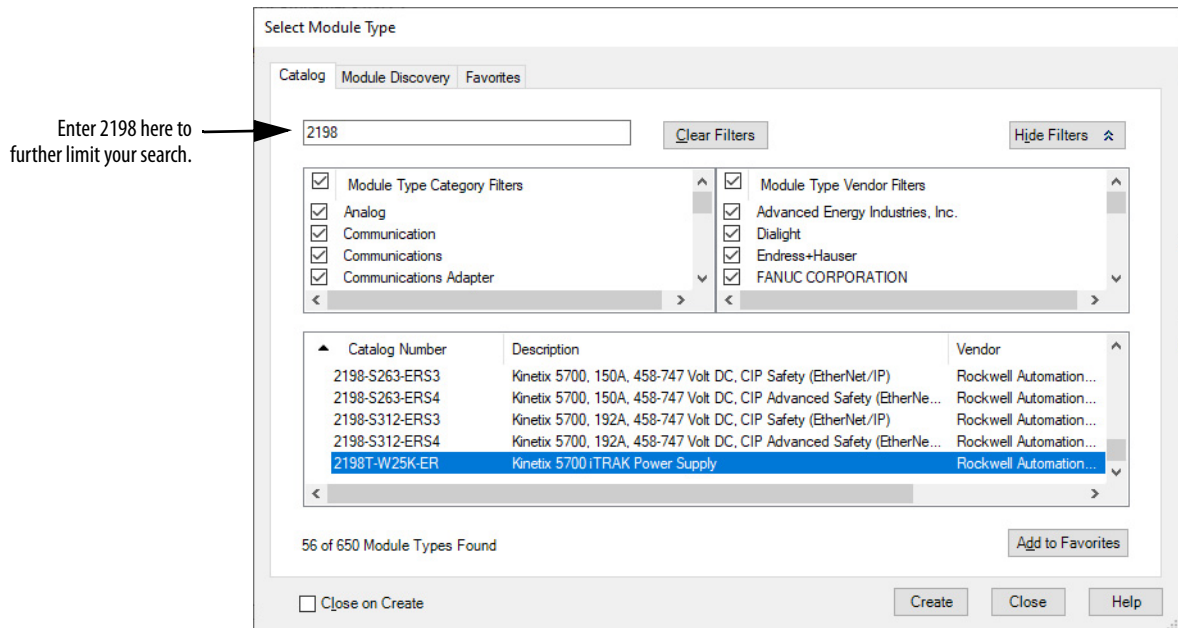 Select Module Type
Catalog Module Discovery Favorites
Enter 2198 here to
further limit your search.
2198
Clear Filters
Hide Filters
Module Type Category Filters
Analog
Communication
Communications
Communications Adapter
Module Type Vendor Filters
Advanced Energy Industries, Inc.
Dialight
Endress+Hauser
FANUC CORPORATION
Catalog Number Description Vendor
2198-S263-ERS3 Kinetix 5700, 150A, 458-747 Volt DC, CIP Safety (EtherNet/IP) Rockwell Automation...
2198-S263-ERS4 Kinetix 5700, 150A, 458-747 Volt DC, CIP Advanced Safety (EtherNe... Rockwell Automation...
2198-S312-ERS3 Kinetix 5700, 192A, 458-747 Volt DC, CIP Safety (EtherNet/IP) Rockwell Automation...
2198-S312-ERS4 Kinetix 5700, 192A, 458-747 Volt DC, CIP Advanced Safety (EtherNe... Rockwell Automation...
2198T-W25K-ER Kinetix 5700 iTRAK Power Supply Rockwell Automation...
56 of 650 Module Types Found
Add to Favorites
Close on Create
Create Close Help